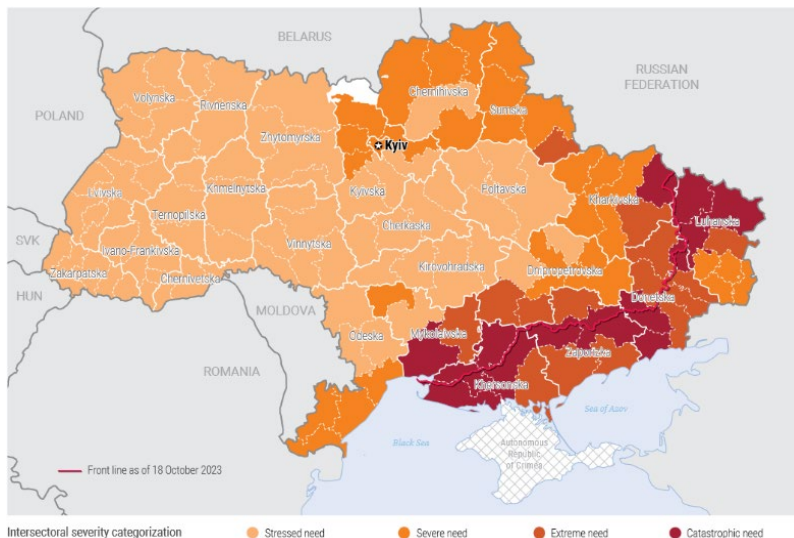 BELARUS
RUSSIAN
FEDERATION
POLAND
Volynska
Rivnenska
Zhytomyrska
Chernihivska
Sumska
Kyiv
Kyivska
Lvivska
Ternopilska
Khmelnytska
Poltavska
Kharkivska
Luhanska
Cherkaska
SVK
Ivano-Frankivska
Vinnytska
Zakarpatska
Chernivetska
Kirovohradska
Dnipropetrovska
HUN
Donetska
MOLDOVA
Odeska
Mykolaivska
Zaporizka
ROMANIA
Khersonska
Sea of Azov
Black Sea
Autonomous
Republic
of Crimea
Front line as of 18 October 2023
Intersectoral severity categorization
Stressed need
Severe need
Extreme need
Catastrophic need